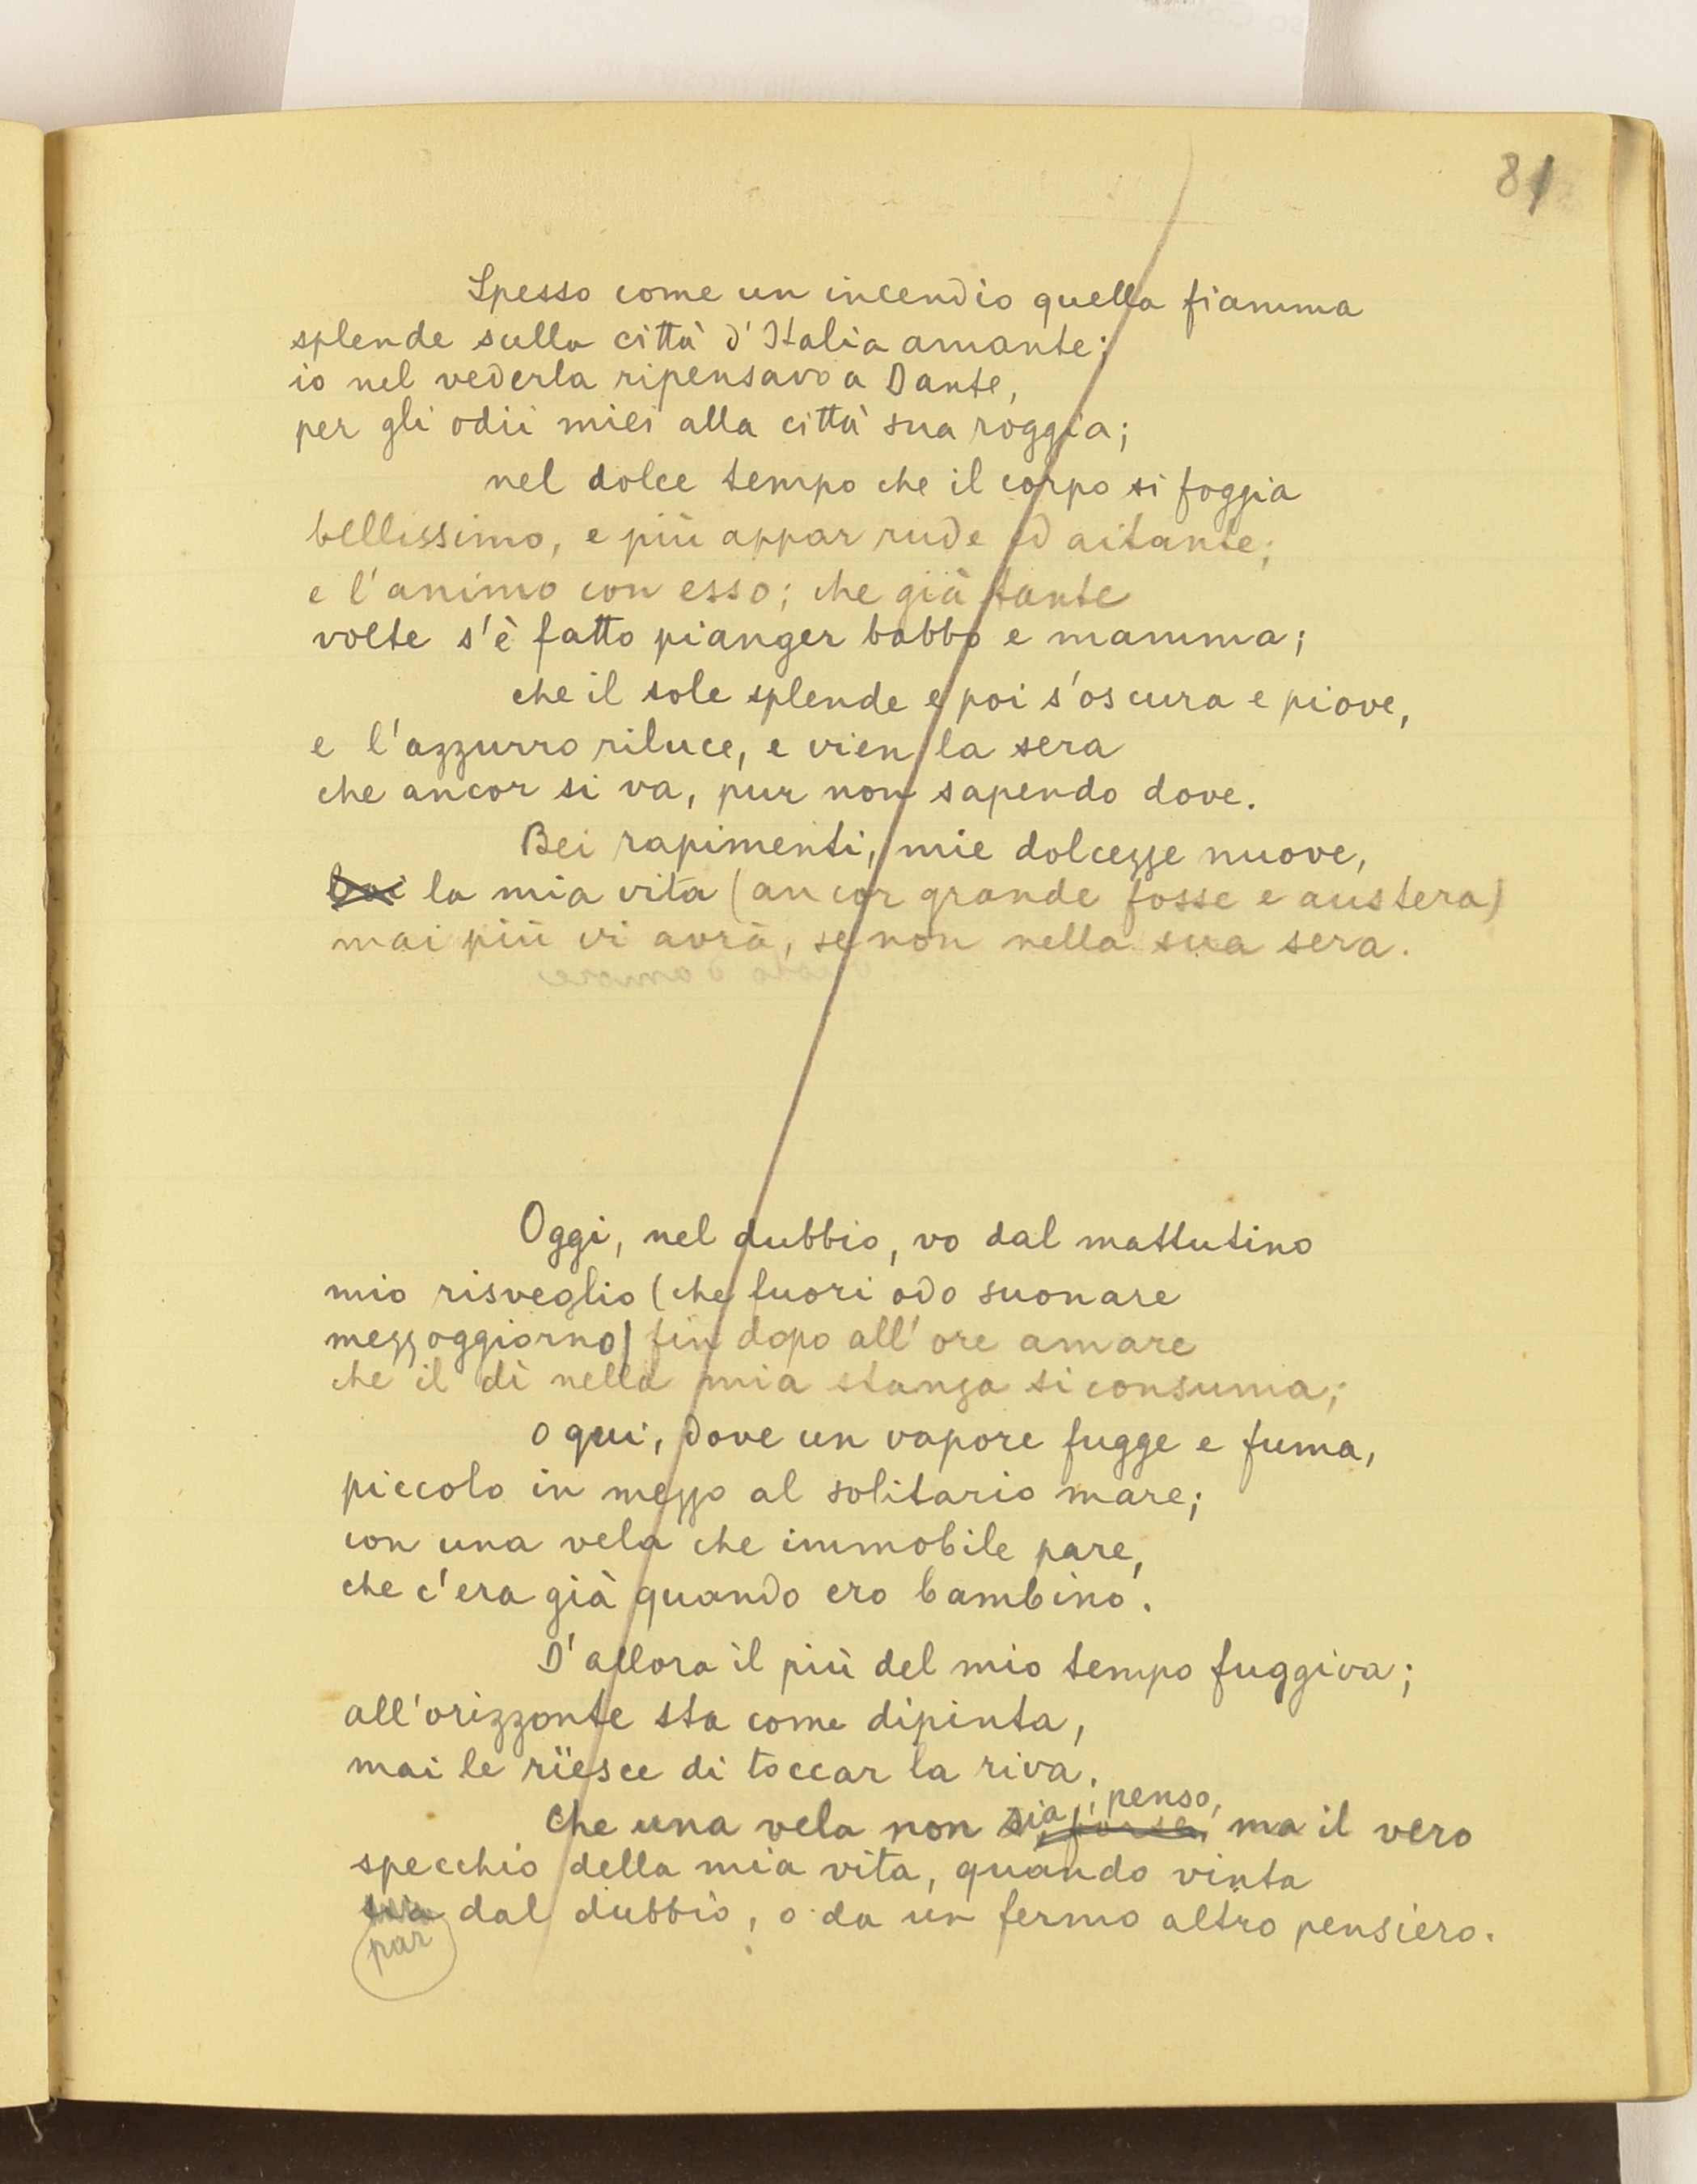 81
Spesso come un incendio quella fiamma
splende sulla città d'Italia amante;
io nel vederla ripensavo a Dante,
per gli odii miei alla città sua roggia;
nel dolce tempo che il corpo si foggia
bellissimo, e più appar rude ed aitante;
e l'animo con esso; che già tante
volte s'è fatto pianger babbo e mamma;
che il sole splende e poi s'oscura e piove,
e l'azzurro riluce, e vien la sera
che ancor si va, pur non sapendo dove.
Bei rapimenti, mie dolcezze nuove,
la mia vita (ancor grande fosse e austera)
mai più vi avrà, se non nella sua sera.
Oggi, nel dubbio, vo dal mattutino
mio risveglio (che fuori odo suonare
mezzoggiorno) fin dopo all'ore amare
che il dì nella mia stanza si consuma;
o qui, dove un vapore fugge e fuma,
piccolo in mezzo al solitario mare;
con una vela che immobile pare,
che c'era già quando ero bambino.
D'allora il più del mio tempo fuggiva;
all'orizzonte sta come dipinta,
mai le rïesce di toccar la riva.
penso,
Che una vela non sia, forse, ma il vero
specchio della mia vita, quando vinta
sia dal dubbio, o da un fermo altro pensiero.
par